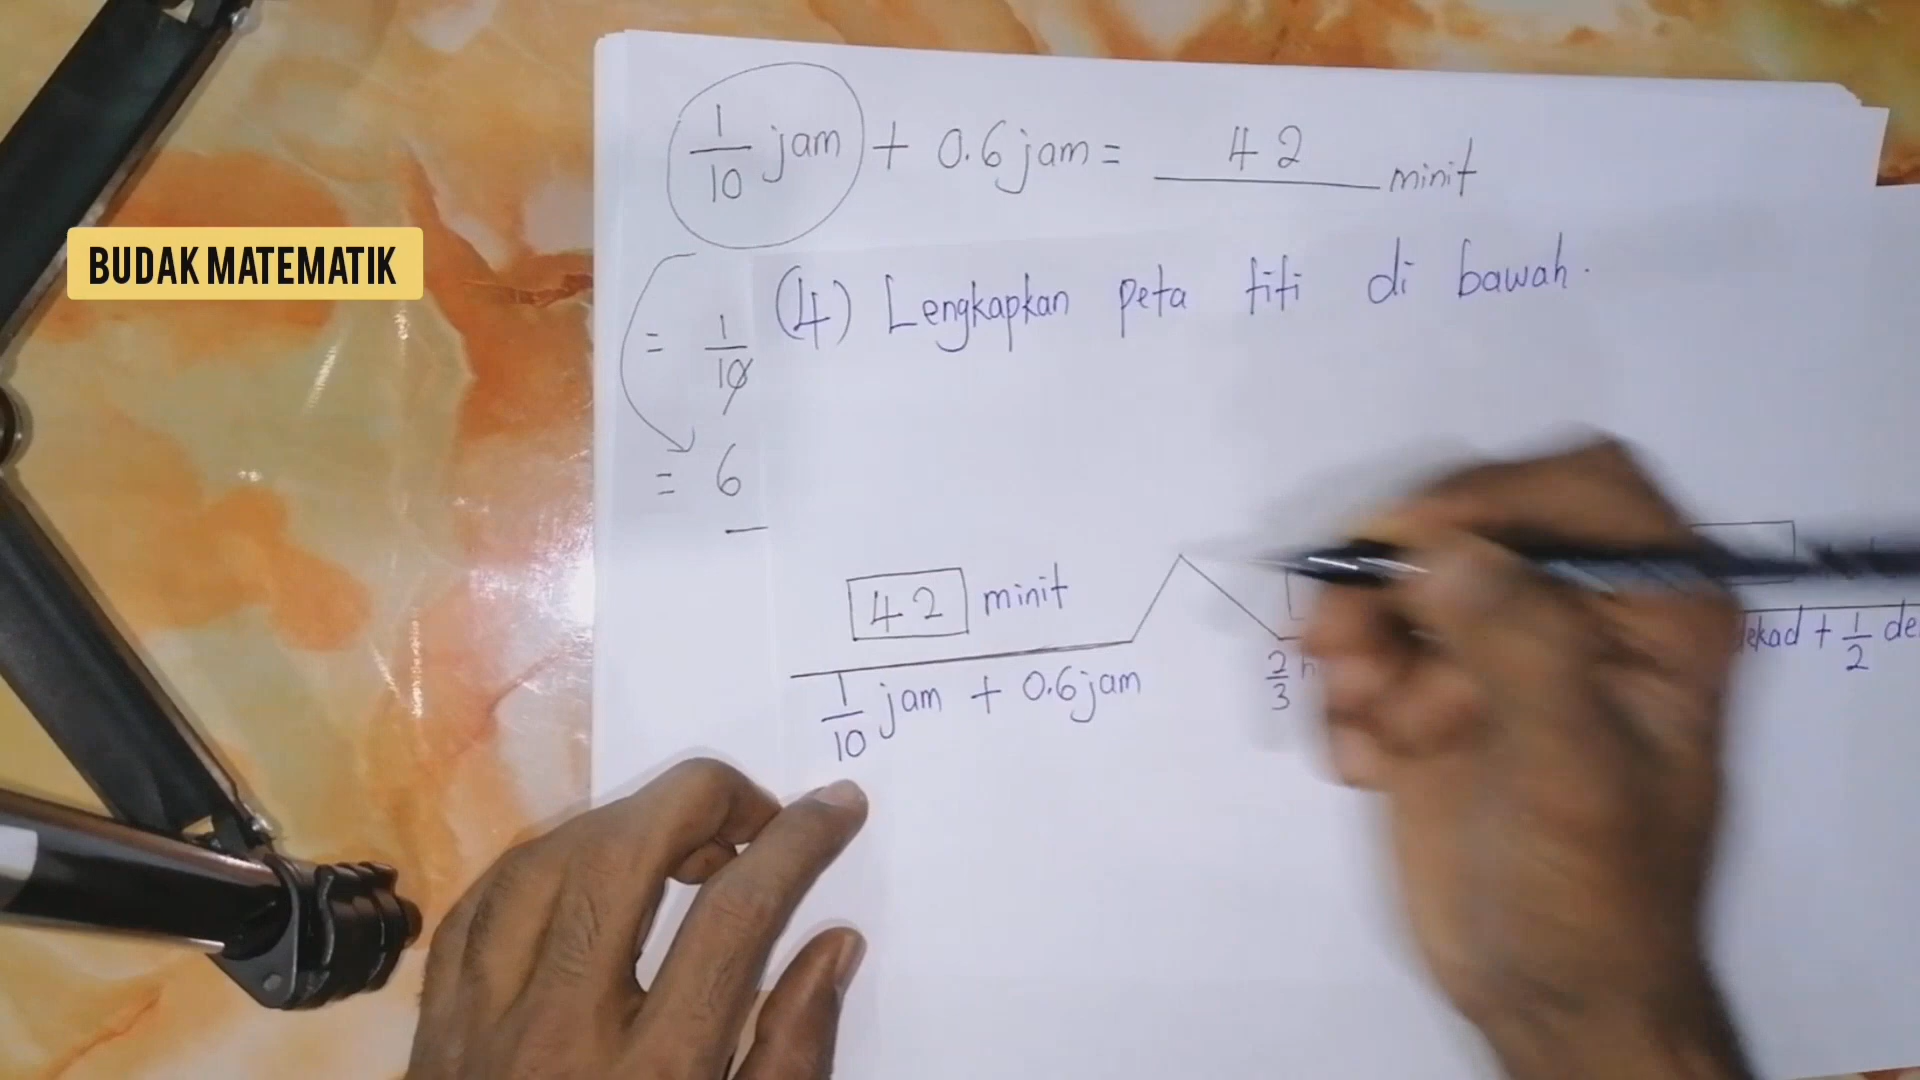 BUDAK MATEMATIK
1/10 jam + 0.6 jam = 42 minit
= 1/10
= 6
(4) Lengkapkan peta titi di bawah.
42 minit
1/10 jam + 0.6 jam
2/3
+ 1/2